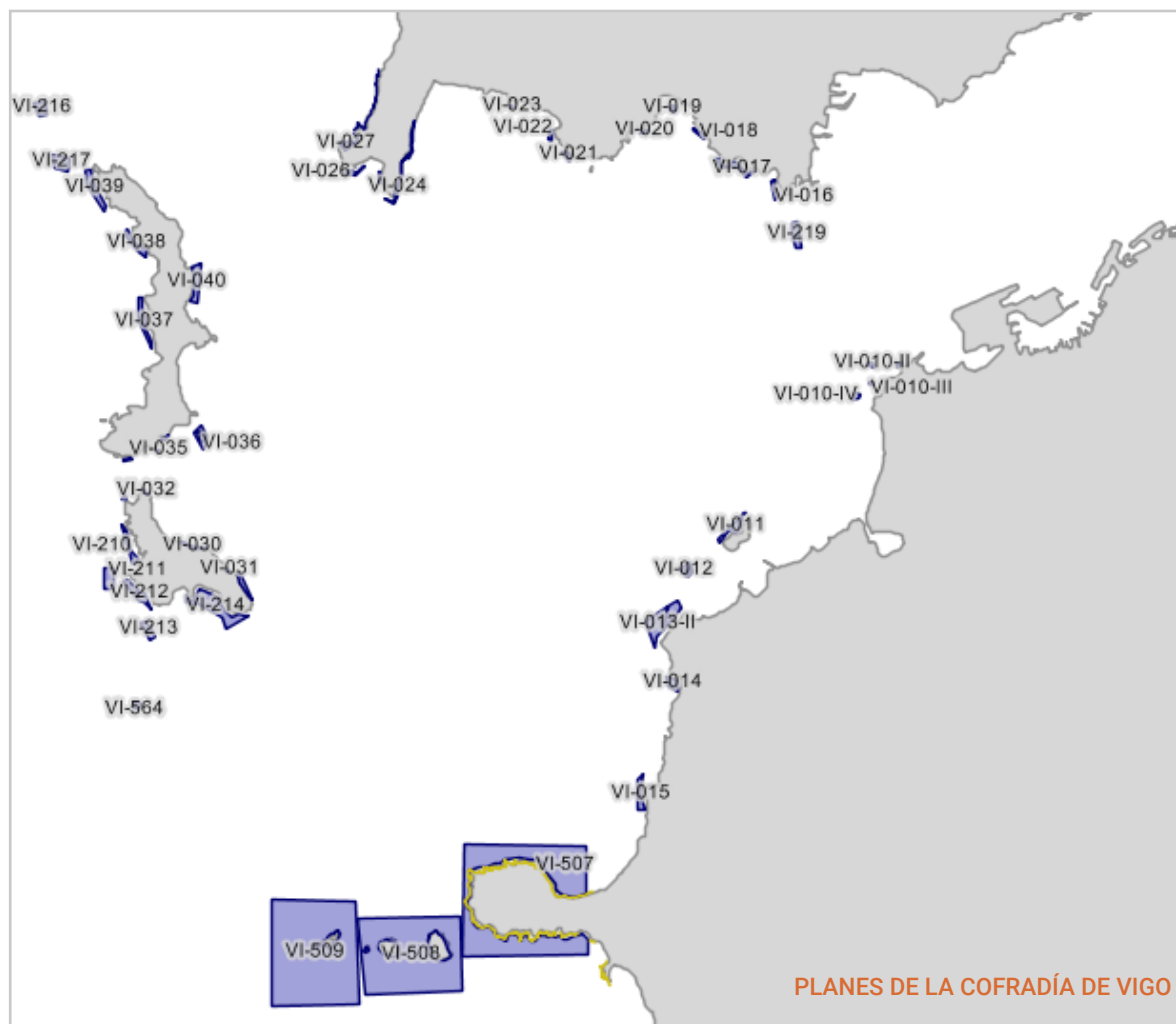 VI-216
VI-217
VI-039
VI-038
VI-040
VI-037
VI-036
VI-035
VI-032
VI-210
VI-030
VI-211
VI-031
VI-212
VI-214
VI-213
VI-564
VI-027
VI-026
VI-024
VI-023
VI-022
VI-021
VI-020
VI-019
VI-018
VI-017
VI-016
VI-219
VI-010-II
VI-010-III
VI-010-IV
VI-011
VI-012
VI-013-II
VI-014
VI-015
VI-507
VI-509
VI-508
PLANES DE LA COFRADÍA DE VIGO